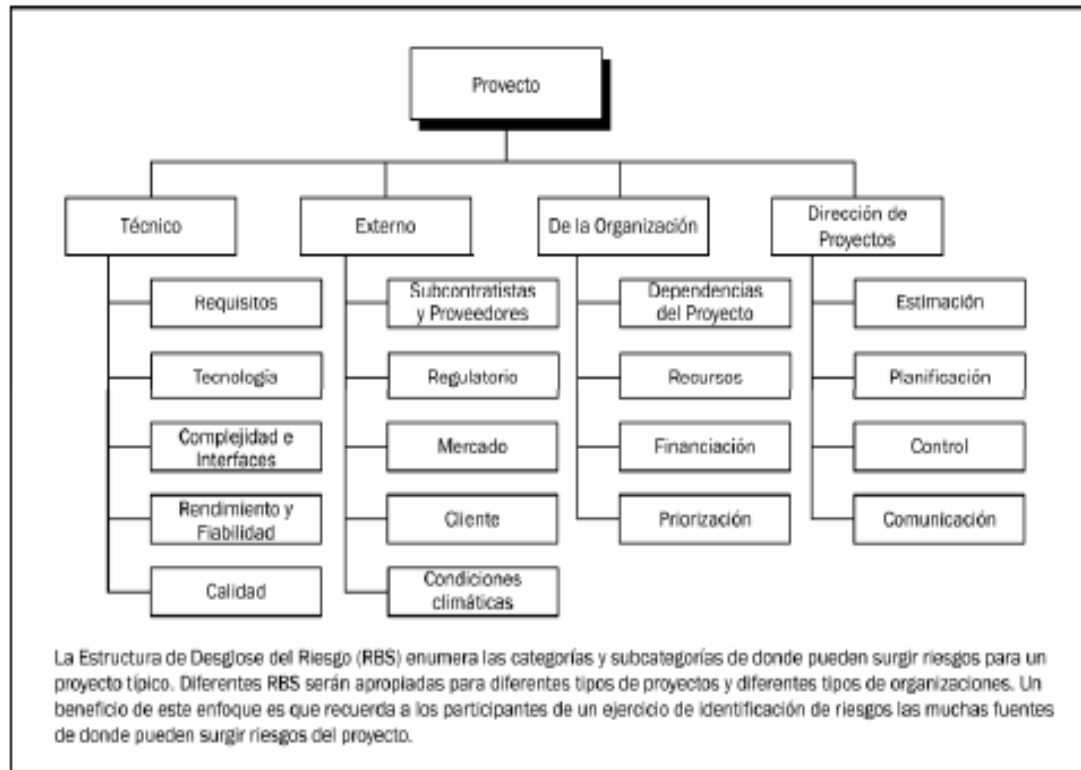 Proyecto
Técnico
Externo
De la Organización
Dirección de
Proyectos
Requisitos
Subcontratistas
y Proveedores
Dependencias
del Proyecto
Estimación
Tecnología
Regulatorio
Recursos
Planificación
Complejidad e
Interfaces
Mercado
Financiación
Control
Rendimiento y
Fiabilidad
Cliente
Priorización
Comunicación
Calidad
Condiciones
climáticas
La Estructura de Desglose del Riesgo (RBS) enumera las categorías y subcategorías de donde pueden surgir riesgos para un
proyecto típico. Diferentes RBS serán apropiadas para diferentes tipos de proyectos y diferentes tipos de organizaciones. Un
beneficio de este enfoque es que recuerda a los participantes de un ejercicio de identificación de riesgos las muchas fuentes
de donde pueden surgir riesgos del proyecto.